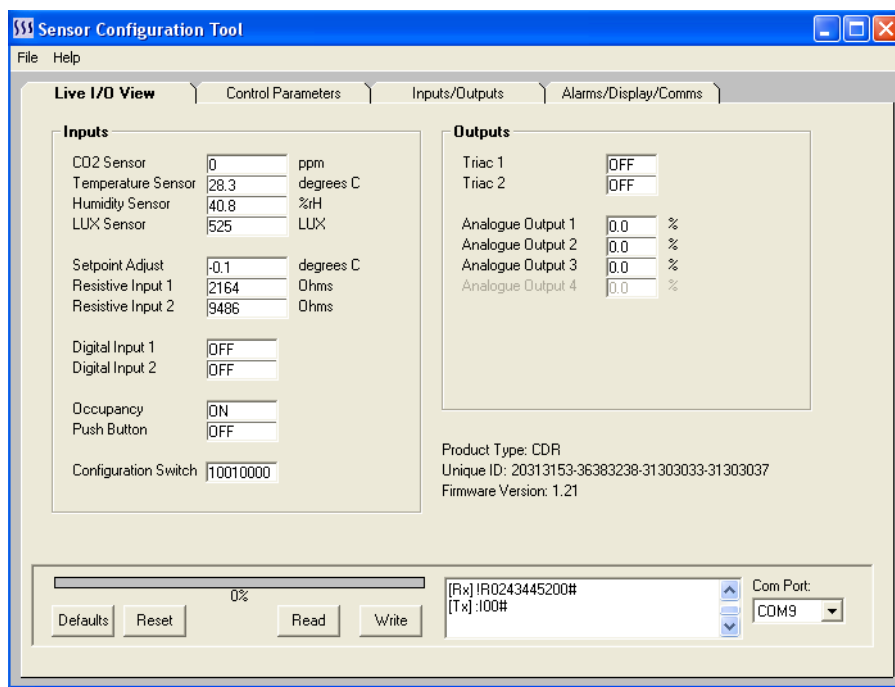 SSS Sensor Configuration Tool
File Help
Live I/O View Control Parameters Inputs/Outputs Alarms/Display/Comms
Inputs
CO2 Sensor 0 ppm
Temperature Sensor 28.3 degrees C
Humidity Sensor 40.8 %rH
LUX Sensor 525 LUX
Setpoint Adjust -0.1 degrees C
Resistive Input 1 2164 Ohms
Resistive Input 2 9486 Ohms
Digital Input 1 OFF
Digital Input 2 OFF
Occupancy ON
Push Button OFF
Configuration Switch 10010000
Outputs
Triac 1 OFF
Triac 2 OFF
Analogue Output 1 0.0 %
Analogue Output 2 0.0 %
Analogue Output 3 0.0 %
Analogue Output 4 0.0 %
Product Type: CDR
Unique ID: 20313153-36383238-31303033-31303037
Firmware Version: 1.21
0%
Defaults Reset Read Write
[Rx] !R0243445200#
[Tx] :I00#
Com Port:
COM9